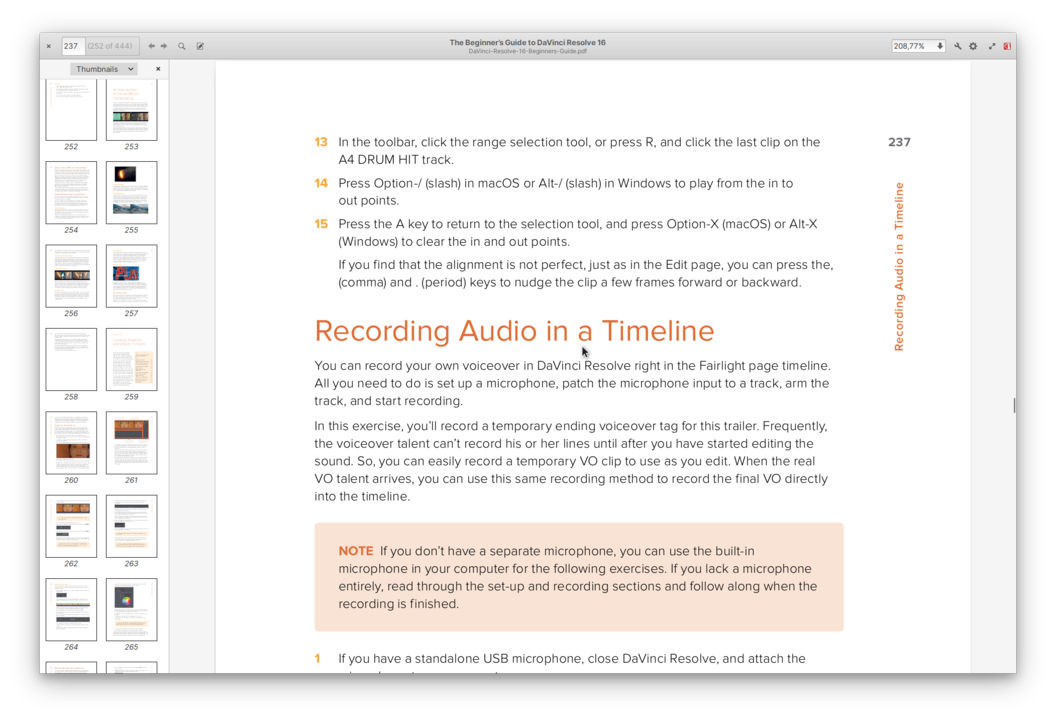 The Beginner's Guide to DaVinci Resolve 16
DaVinci-Resolve-16-Beginners-Guide.pdf
237 (252 of 444)
208,77%
Thumbnails
252 253
254 255
256 257
258 259
260 261
262 263
264 265
13 In the toolbar, click the range selection tool, or press R, and click the last clip on the
A4 DRUM HIT track.
237
14 Press Option-/ (slash) in macOS or Alt-/ (slash) in Windows to play from the in to
out points.
15 Press the A key to return to the selection tool, and press Option-X (macOS) or Alt-X
(Windows) to clear the in and out points.
If you find that the alignment is not perfect, just as in the Edit page, you can press the,
(comma) and . (period) keys to nudge the clip a few frames forward or backward.
Recording Audio in a Timeline
Recording Audio in a Timeline
You can record your own voiceover in DaVinci Resolve right in the Fairlight page timeline.
All you need to do is set up a microphone, patch the microphone input to a track, arm the
track, and start recording.
In this exercise, you'll record a temporary ending voiceover tag for this trailer. Frequently,
the voiceover talent can't record his or her lines until after you have started editing the
sound. So, you can easily record a temporary VO clip to use as you edit. When the real
VO talent arrives, you can use this same recording method to record the final VO directly
into the timeline.
NOTE If you don't have a separate microphone, you can use the built-in
microphone in your computer for the following exercises. If you lack a microphone
entirely, read through the set-up and recording sections and follow along when the
recording is finished.
1 If you have a standalone USB microphone, close DaVinci Resolve, and attach the